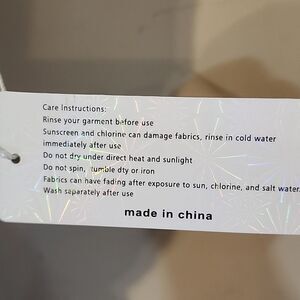 Care Instructions:
Rinse your garment before use
Sunscreen and chlorine can damage fabrics, rinse in cold water
immediately after use
Do not dry under direct heat and sunlight
Do not spin, tumble dty or iron
Fabrics can have fading after exposure to sun, chlorine, and salt water.
Wash separately after use
made in china